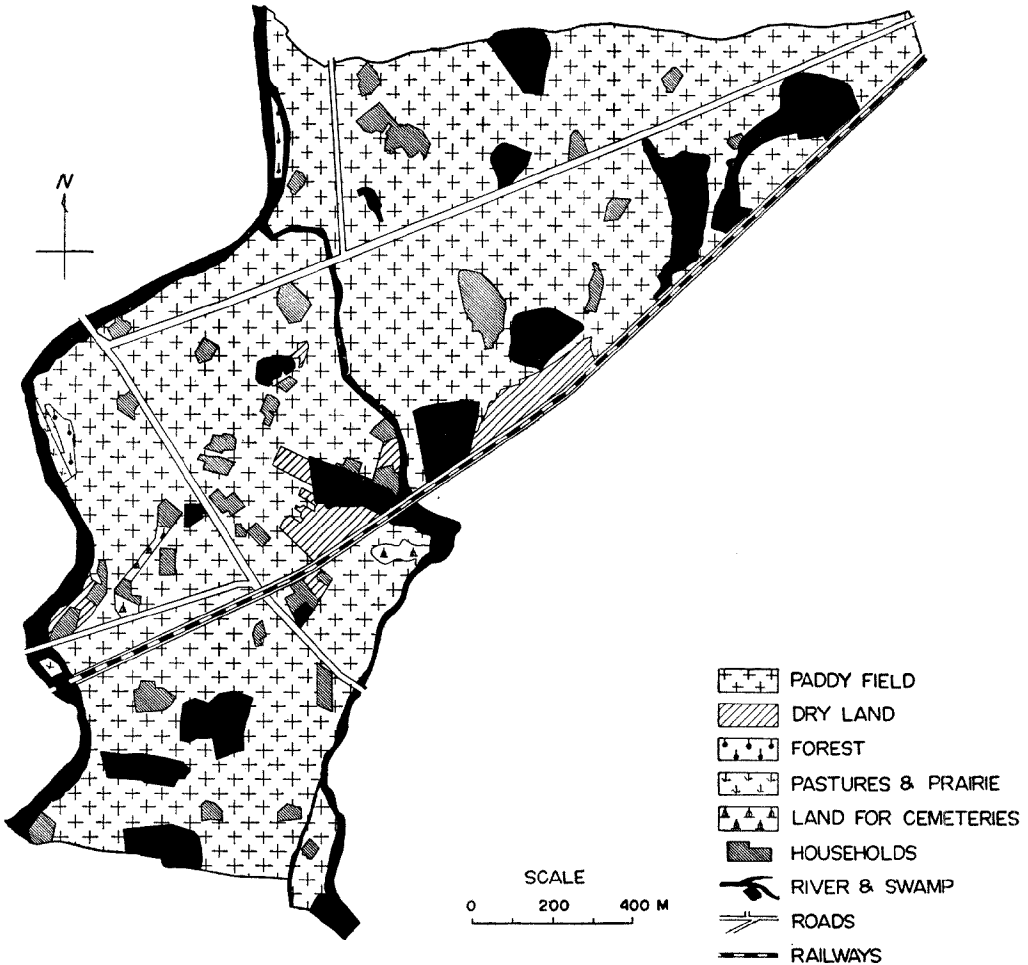 N
PADDY FIELD
DRY LAND
FOREST
PASTURES & PRAIRIE
LAND FOR CEMETERIES
HOUSEHOLDS
RIVER & SWAMP
ROADS
RAILWAYS
SCALE
0 200 400 M